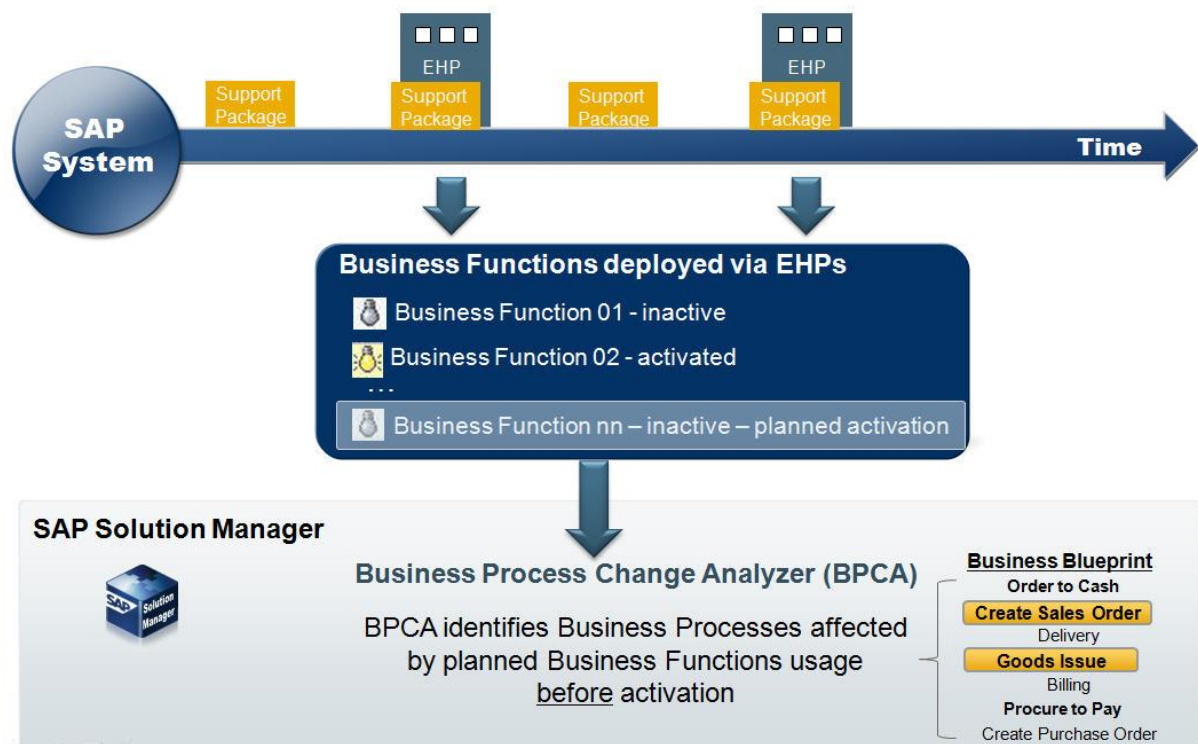 EHP
EHP
Support
Package
Support
Package
Support
Package
Support
Package
SAP
System
Time
Business Functions deployed via EHPs
Business Function 01 - inactive
Business Function 02 - activated
...
Business Function nn – inactive – planned activation
SAP Solution Manager
SAP
Solution
Manager
Business Process Change Analyzer (BPCA)
BPCA identifies Business Processes affected
by planned Business Functions usage
before activation
Business Blueprint
Order to Cash
Create Sales Order
Delivery
Goods Issue
Billing
Procure to Pay
Create Purchase Order